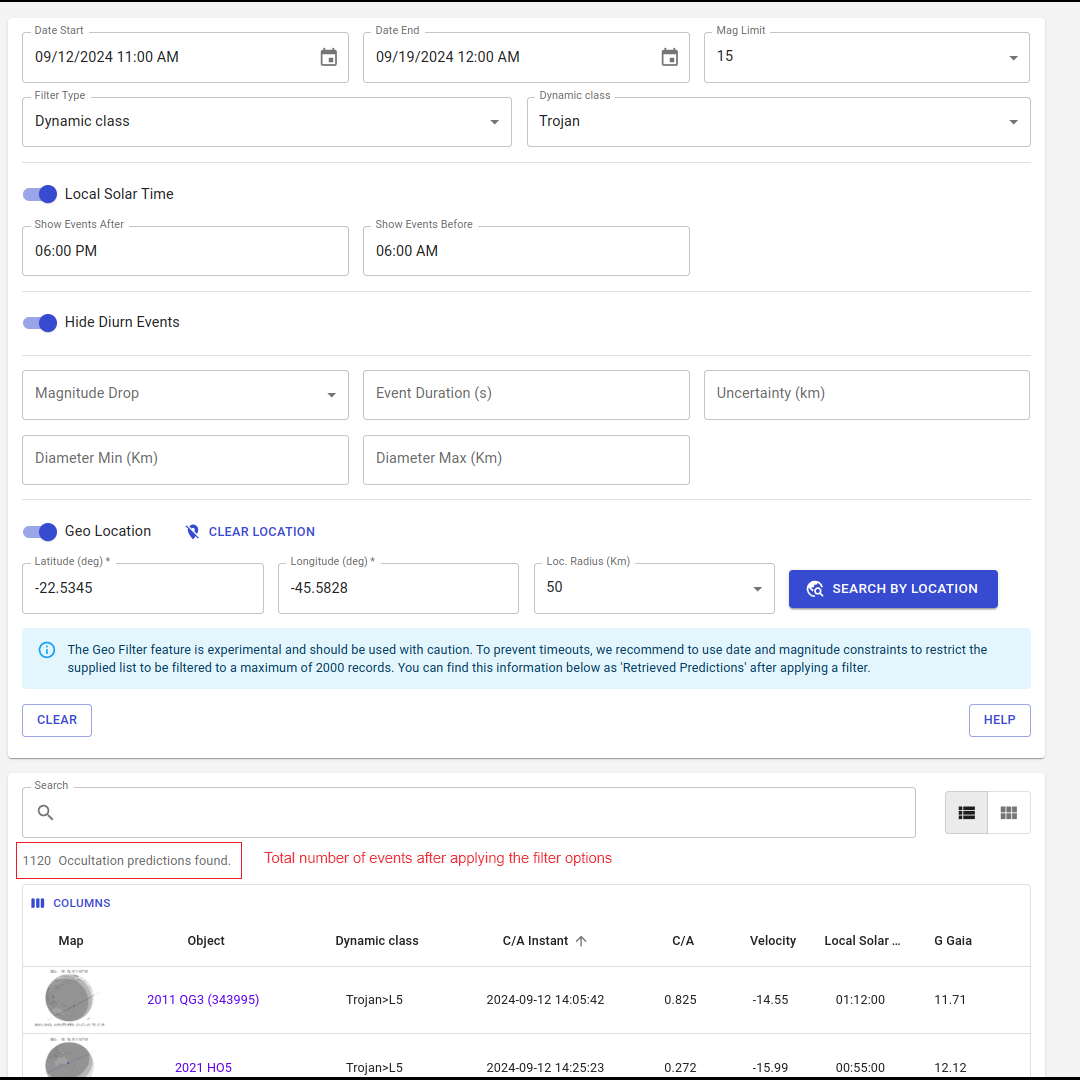 Date Start
09/12/2024 11:00 AM
Date End
09/19/2024 12:00 AM
Mag Limit
15
Filter Type
Dynamic class
Dynamic class
Trojan
Local Solar Time
Show Events After
06:00 PM
Show Events Before
06:00 AM
Hide Diurn Events
Magnitude Drop
Event Duration (s)
Uncertainty (km)
Diameter Min (Km)
Diameter Max (Km)
Geo Location
CLEAR LOCATION
Latitude (deg) *
-22.5345
Longitude (deg) *
-45.5828
Loc. Radius (Km)
50
SEARCH BY LOCATION
The Geo Filter feature is experimental and should be used with caution. To prevent timeouts, we recommend to use date and magnitude constraints to restrict the
supplied list to be filtered to a maximum of 2000 records. You can find this information below as 'Retrieved Predictions' after applying a filter.
CLEAR
HELP
Search
1120 Occultation predictions found.
Total number of events after applying the filter options
COLUMNS
Map Object Dynamic class C/A Instant C/A Velocity Local Solar ... G Gaia
2011 QG3 (343995) Trojan>L5 2024-09-12 14:05:42 0.825 -14.55 01:12:00 11.71
2021 HO5 Trojan>L5 2024-09-12 14:25:23 0.272 -15.99 00:55:00 12.12